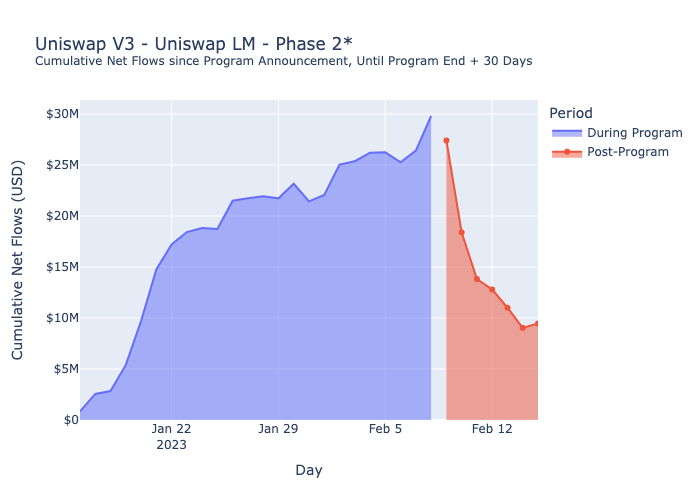 Uniswap V3 - Uniswap LM - Phase 2*
Cumulative Net Flows since Program Announcement, Until Program End + 30 Days
Period
During Program
Post-Program
Cumulative Net Flows (USD)
$30M
$25M
$20M
$15M
$10M
$5M
$0
Jan 22
2023
Jan 29
Feb 5
Feb 12
Day